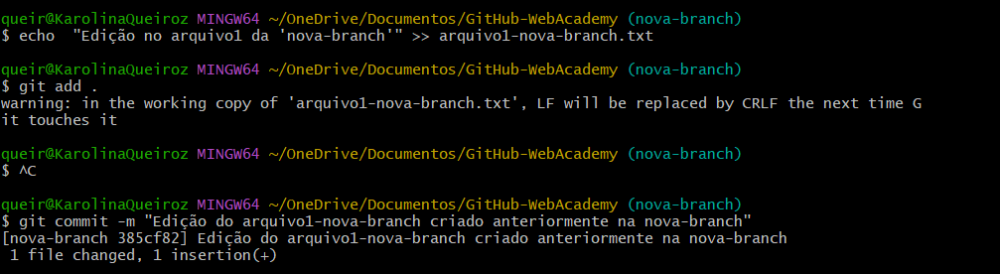 queir@KarolinaQueiroz MINGW64 ~/OneDrive/Documentos/GitHub-WebAcademy (nova-branch)
$ echo  "Edição no arquivo1 da 'nova-branch'" >> arquivo1-nova-branch.txt
queir@KarolinaQueiroz MINGW64 ~/OneDrive/Documentos/GitHub-WebAcademy (nova-branch)
$ git add .
warning: in the working copy of 'arquivo1-nova-branch.txt', LF will be replaced by CRLF the next time G
it touches it
queir@KarolinaQueiroz MINGW64 ~/OneDrive/Documentos/GitHub-WebAcademy (nova-branch)
$ ^C
queir@KarolinaQueiroz MINGW64 ~/OneDrive/Documentos/GitHub-WebAcademy (nova-branch)
$ git commit -m "Edição do arquivo1-nova-branch criado anteriormente na nova-branch"
[nova-branch 385cf82] Edição do arquivo1-nova-branch criado anteriormente na nova-branch
 1 file changed, 1 insertion(+)